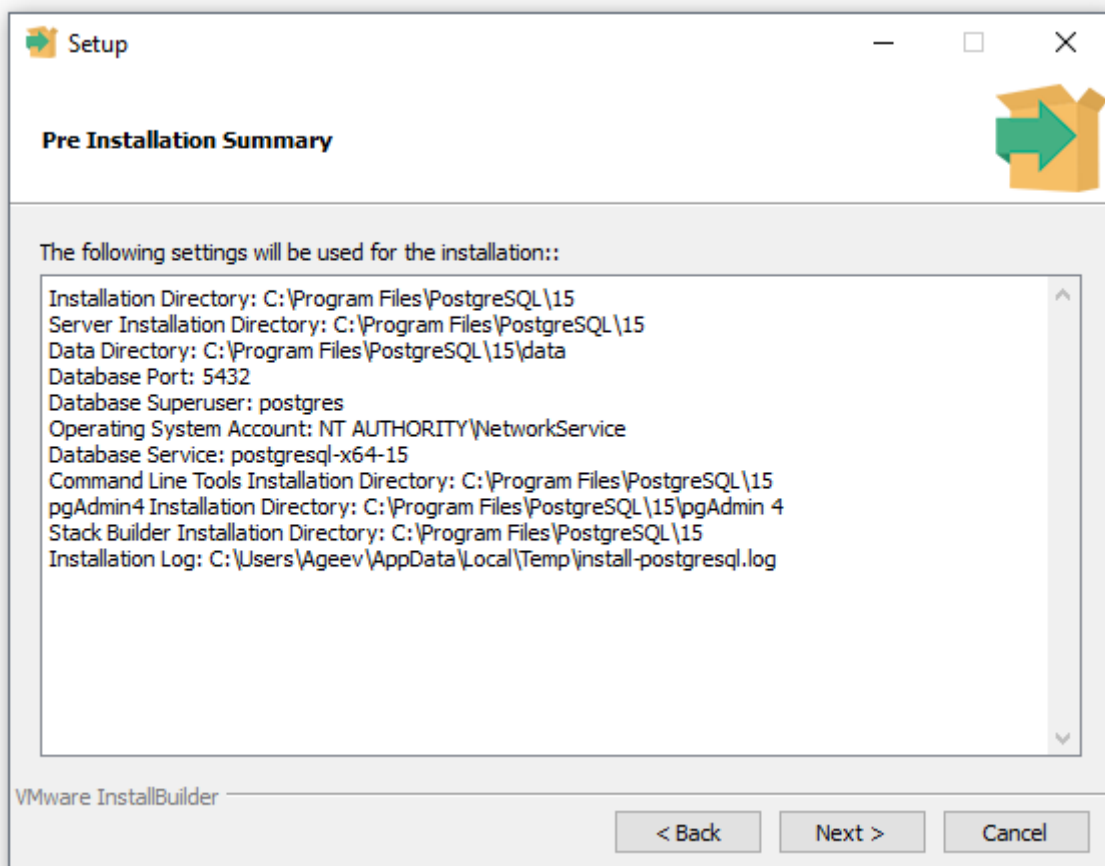 Setup
Pre Installation Summary
The following settings will be used for the installation::
Installation Directory: C:\Program Files\PostgreSQL\15
Server Installation Directory: C:\Program Files\PostgreSQL\15
Data Directory: C:\Program Files\PostgreSQL\15\data
Database Port: 5432
Database Superuser: postgres
Operating System Account: NT AUTHORITY\NetworkService
Database Service: postgresql-x64-15
Command Line Tools Installation Directory: C:\Program Files\PostgreSQL\15
pgAdmin4 Installation Directory: C:\Program Files\PostgreSQL\15\pgAdmin 4
Stack Builder Installation Directory: C:\Program Files\PostgreSQL\15
Installation Log: C:\Users\Ageev\AppData\Local\Temp\install-postgresql.log
VMware InstallBuilder
< Back Next > Cancel